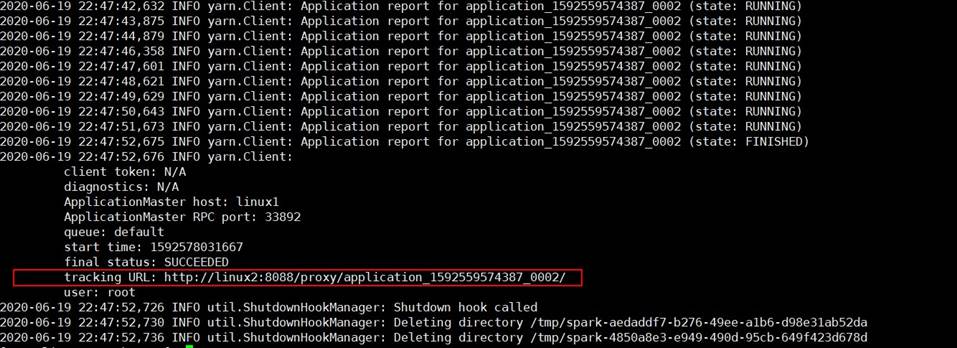 2020-06-19 22:47:42,632 INFO yarn.Client: Application report for application_1592559574387_0002 (state: RUNNING)
2020-06-19 22:47:43,875 INFO yarn.Client: Application report for application_1592559574387_0002 (state: RUNNING)
2020-06-19 22:47:44,879 INFO yarn.Client: Application report for application_1592559574387_0002 (state: RUNNING)
2020-06-19 22:47:46,358 INFO yarn.Client: Application report for application_1592559574387_0002 (state: RUNNING)
2020-06-19 22:47:47,601 INFO yarn.Client: Application report for application_1592559574387_0002 (state: RUNNING)
2020-06-19 22:47:48,621 INFO yarn.Client: Application report for application_1592559574387_0002 (state: RUNNING)
2020-06-19 22:47:49,629 INFO yarn.Client: Application report for application_1592559574387_0002 (state: RUNNING)
2020-06-19 22:47:50,643 INFO yarn.Client: Application report for application_1592559574387_0002 (state: RUNNING)
2020-06-19 22:47:51,673 INFO yarn.Client: Application report for application_1592559574387_0002 (state: RUNNING)
2020-06-19 22:47:52,675 INFO yarn.Client: Application report for application_1592559574387_0002 (state: FINISHED)
2020-06-19 22:47:52,676 INFO yarn.Client:
client token: N/A
diagnostics: N/A
ApplicationMaster host: linux1
ApplicationMaster RPC port: 33892
queue: default
start time: 1592578031667
final status: SUCCEEDED
tracking URL: http://linux2:8088/proxy/application_1592559574387_0002/
user: root
2020-06-19 22:47:52,726 INFO util.ShutdownHookManager: Shutdown hook called
2020-06-19 22:47:52,730 INFO util.ShutdownHookManager: Deleting directory /tmp/spark-aedaddf7-b276-49ee-a1b6-d98e31ab52da
2020-06-19 22:47:52,736 INFO util.ShutdownHookManager: Deleting directory /tmp/spark-4850a8e3-e949-490d-95cb-649f423d678d